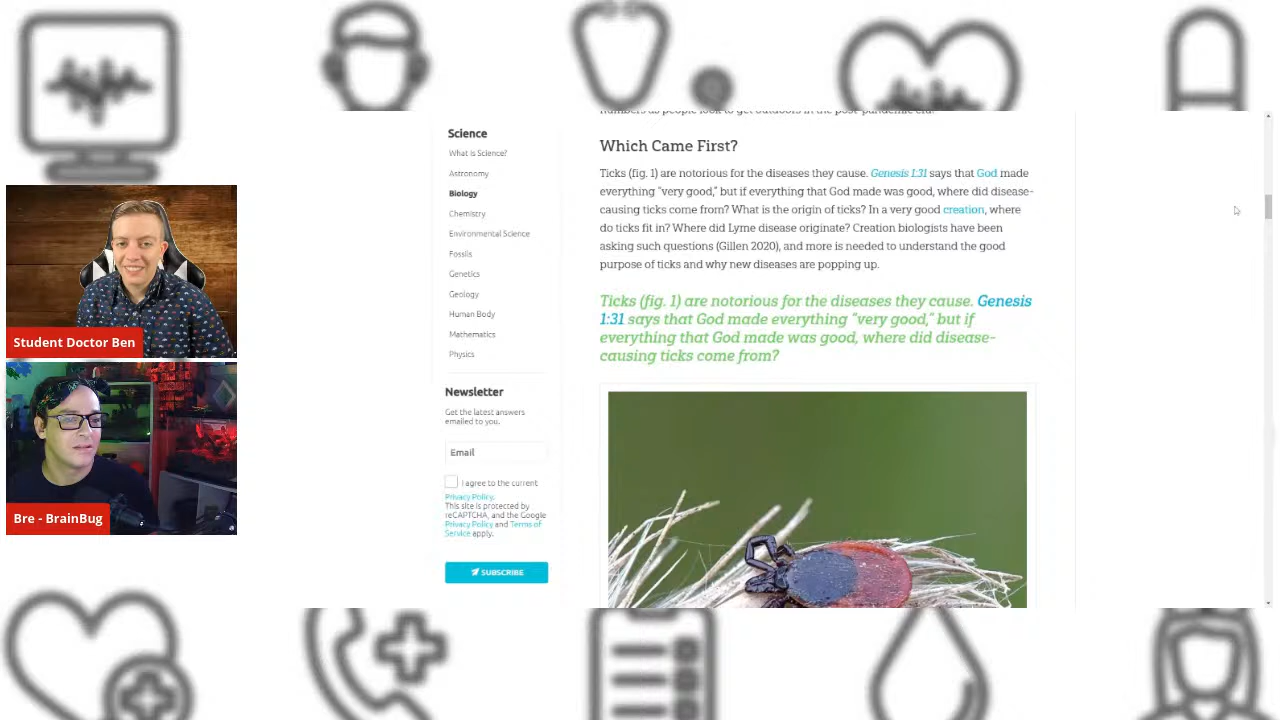 numbers as people look to get outdoors in the post-pandemic era.
Science
What Is Science?
Astronomy
Biology
Chemistry
Environmental Science
Fossils
Genetics
Geology
Human Body
Mathematics
Physics
Newsletter
Get the latest answers
emailed to you.
Email
I agree to the current
Privacy Policy.
This site is protected by
reCAPTCHA, and the Google
Privacy Policy and Terms of
Service apply.
SUBSCRIBE
Which Came First?
Ticks (fig. 1) are notorious for the diseases they cause. Genesis 1:31 says that God made
everything “very good,” but if everything that God made was good, where did disease-
causing ticks come from? What is the origin of ticks? In a very good creation, where
do ticks fit in? Where did Lyme disease originate? Creation biologists have been
asking such questions (Gillen 2020), and more is needed to understand the good
purpose of ticks and why new diseases are popping up.
Ticks (fig. 1) are notorious for the diseases they cause. Genesis
1:31 says that God made everything “very good,” but if
everything that God made was good, where did disease-
causing ticks come from?
Student Doctor Ben
Bre - BrainBug